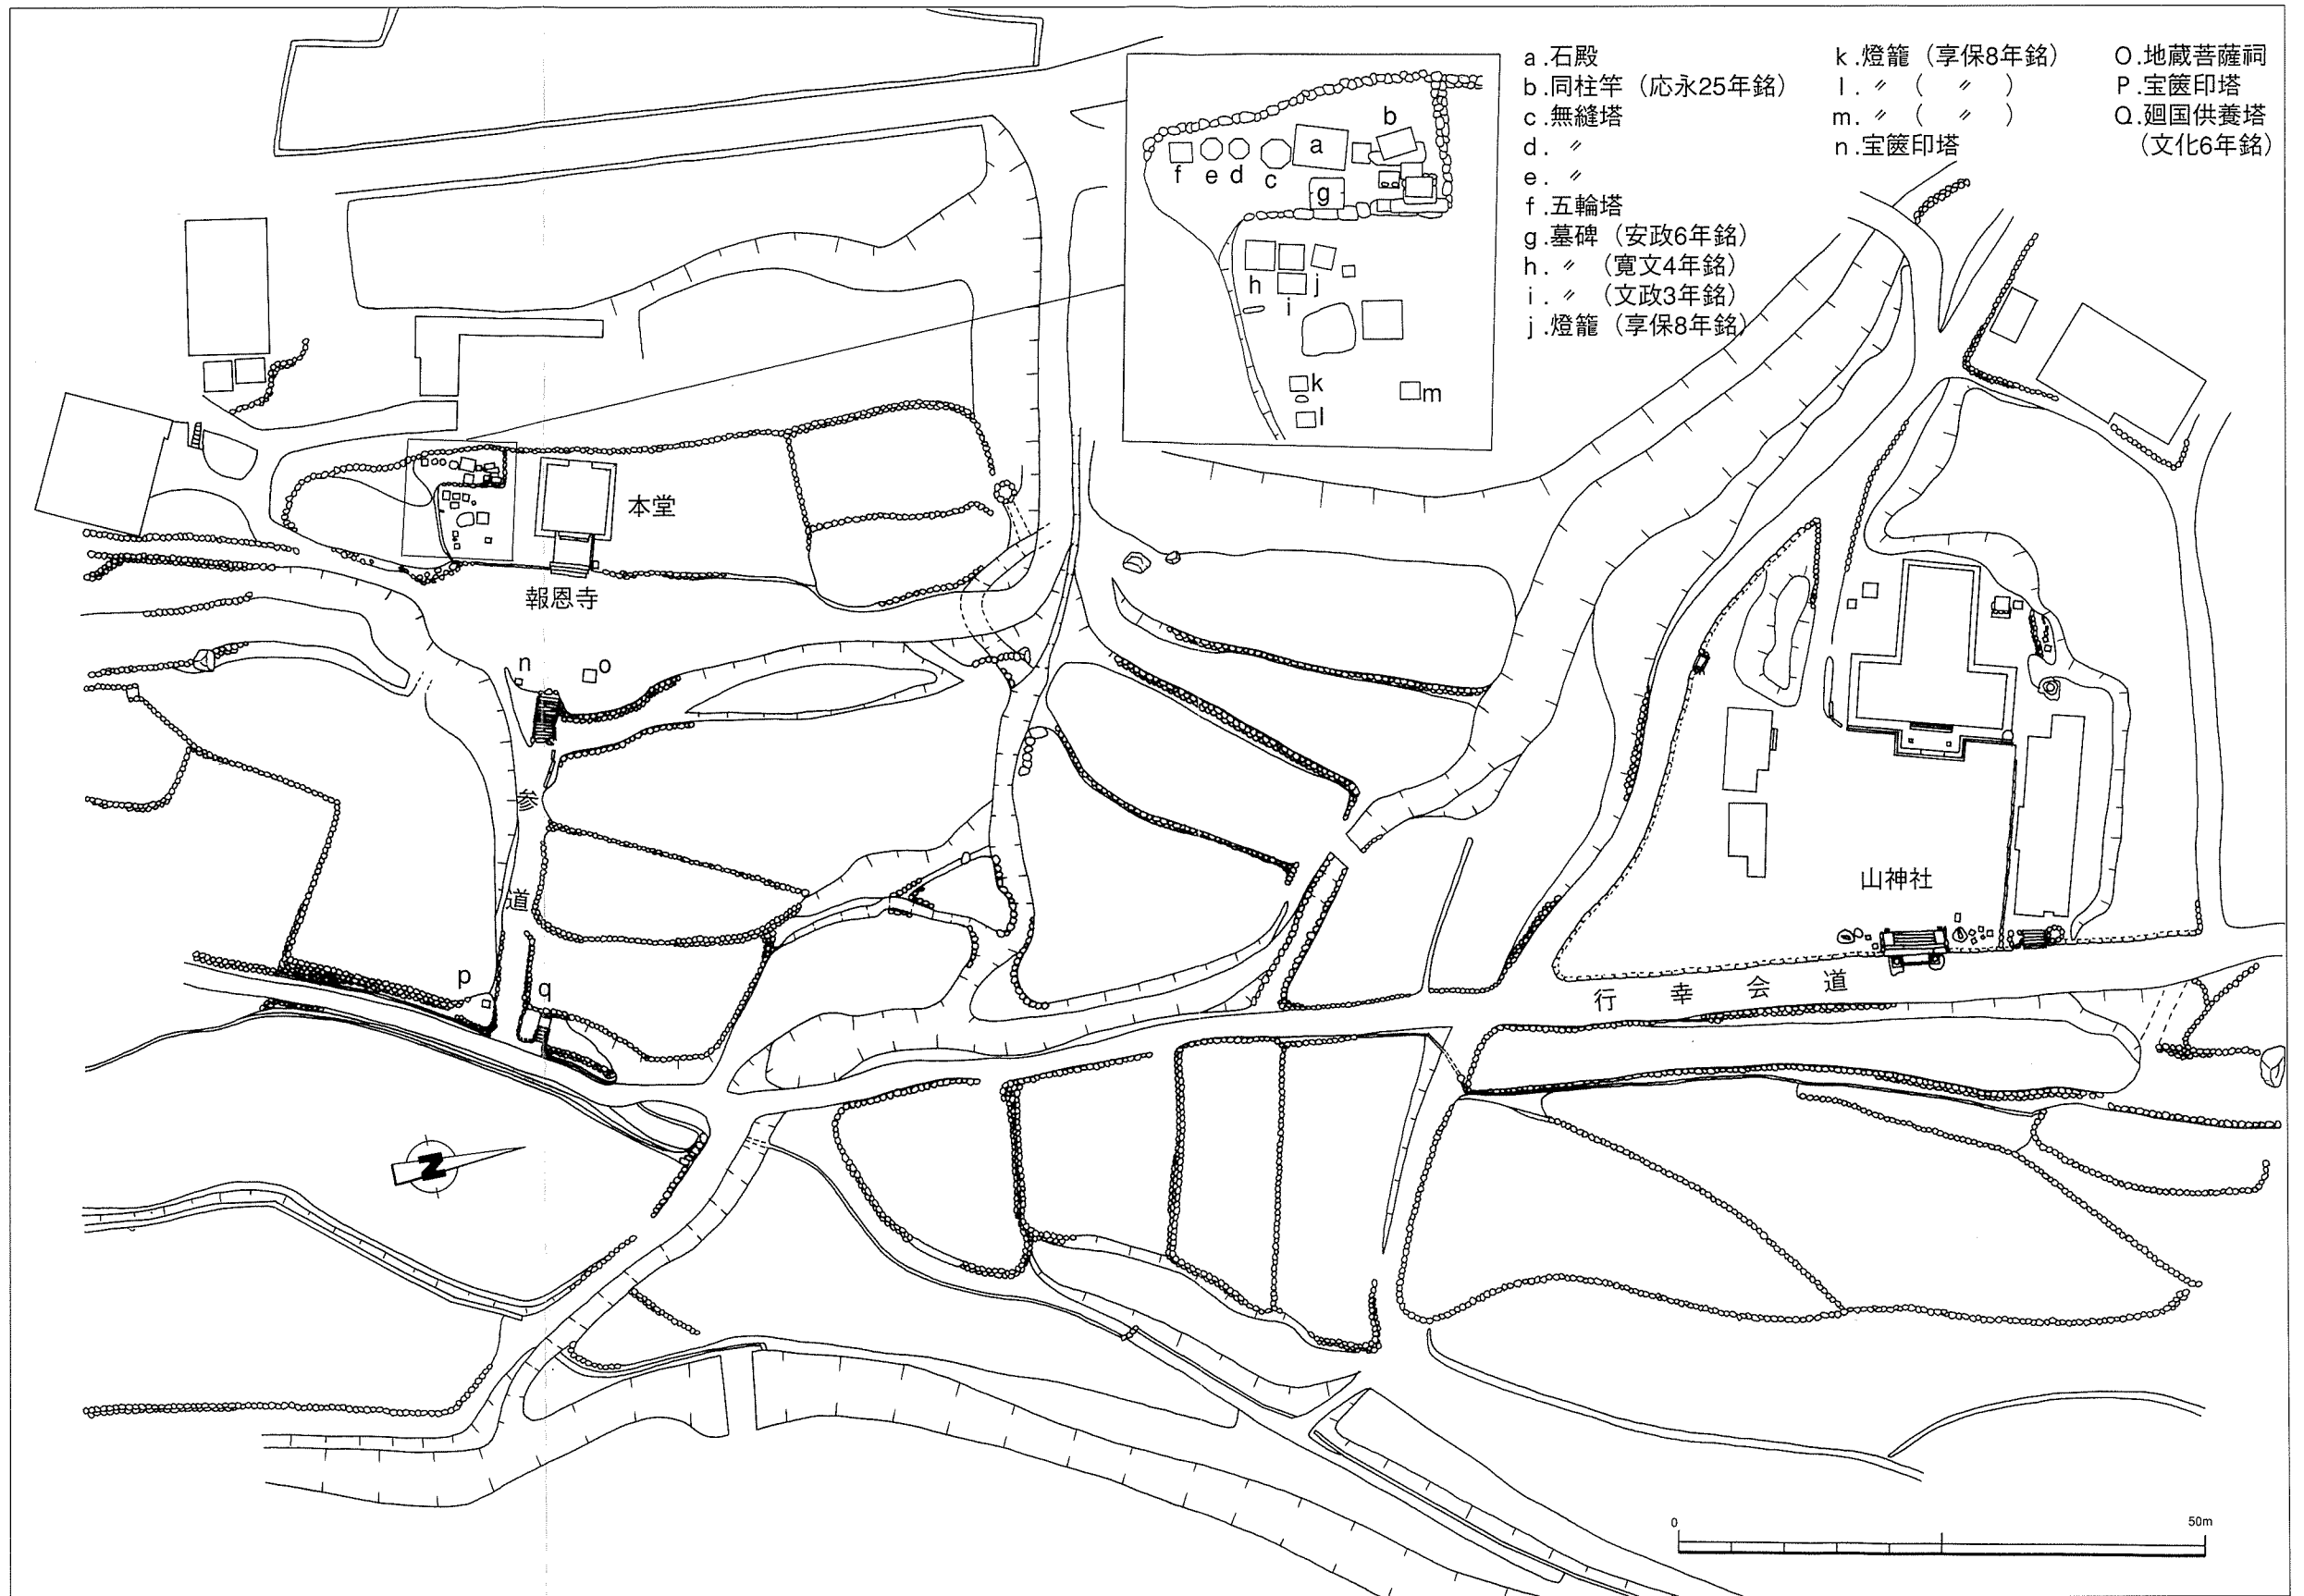 a.石殿
b.同柱竿（応永25年銘）
c.無縫塔
d.〃
e.〃
f.五輪塔
g.墓碑（安政6年銘）
h.〃（寛文4年銘）
i.〃（文政3年銘）
j.燈籠（享保8年銘）
k.燈籠（享保8年銘）
l.〃（〃）
m.〃（〃）
n.宝篋印塔
O.地蔵菩薩祠
P.宝篋印塔
Q.廻国供養塔
（文化6年銘）
b
a
f e d c
g
h i j
k
l
m
本堂
報恩寺
n
o
参道
p
q
山神社
行幸会道
N
0
50m